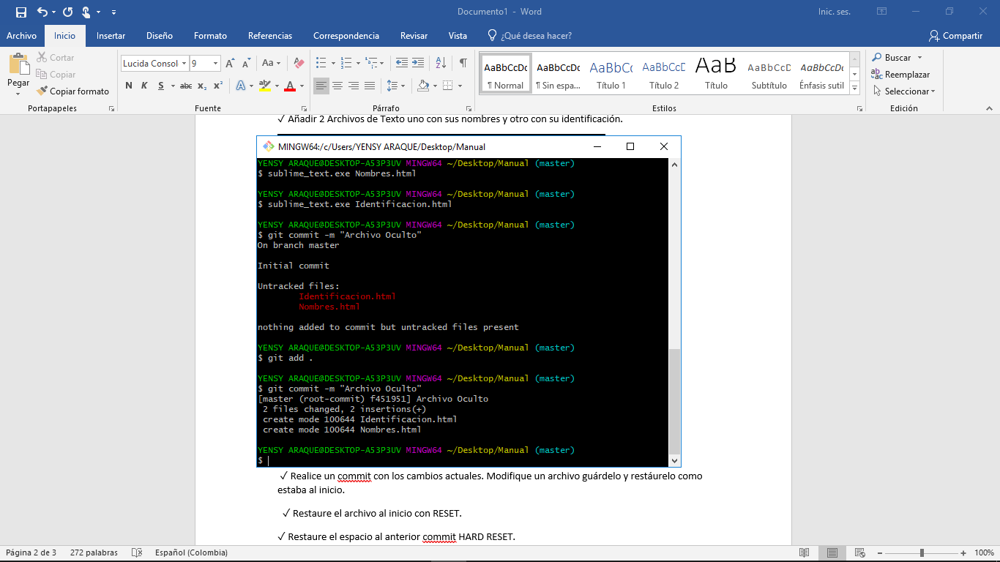 Documento1 - Word
Inic. ses.
Archivo Inicio Insertar Diseño Formato Referencias Correspondencia Revisar Vista ¿Qué desea hacer? Compartir
Pegar
Cortar
Copiar
Copiar formato
Portapapeles
Lucida Consol 9
Aa
N K S abc x₂ x²
A aby A
Fuente
Párrafo
AaBbCcDc AaBbCcDc AaBbCc AaBbCcD AaB AaBbCcD AaBbCcDc
¶ Normal ¶ Sin espa... Título 1 Título 2 Título Subtítulo Énfasis sutil
Estilos
Buscar
Reemplazar
Seleccionar
Edición
✓ Añadir 2 Archivos de Texto uno con sus nombres y otro con su identificación.
MINGW64:/c/Users/YENSY ARAQUE/Desktop/Manual
YENSY ARAQUE@DESKTOP-A53P3UV MINGW64 ~/Desktop/Manual (master)
$ sublime_text.exe Nombres.html
YENSY ARAQUE@DESKTOP-A53P3UV MINGW64 ~/Desktop/Manual (master)
$ sublime_text.exe Identificacion.html
YENSY ARAQUE@DESKTOP-A53P3UV MINGW64 ~/Desktop/Manual (master)
$ git commit -m "Archivo Oculto"
On branch master
Initial commit
Untracked files:
Identificacion.html
Nombres.html
nothing added to commit but untracked files present
YENSY ARAQUE@DESKTOP-A53P3UV MINGW64 ~/Desktop/Manual (master)
$ git add .
YENSY ARAQUE@DESKTOP-A53P3UV MINGW64 ~/Desktop/Manual (master)
$ git commit -m "Archivo Oculto"
[master (root-commit) f451951] Archivo Oculto
2 files changed, 2 insertions(+)
create mode 100644 Identificacion.html
create mode 100644 Nombres.html
YENSY ARAQUE@DESKTOP-A53P3UV MINGW64 ~/Desktop/Manual (master)
$
✓ Realice un commit con los cambios actuales. Modifique un archivo guárdelo y restáurelo como
estaba al inicio.
✓ Restaure el archivo al inicio con RESET.
✓ Restaure el espacio al anterior commit HARD RESET.
Página 2 de 3 272 palabras Español (Colombia) 100%